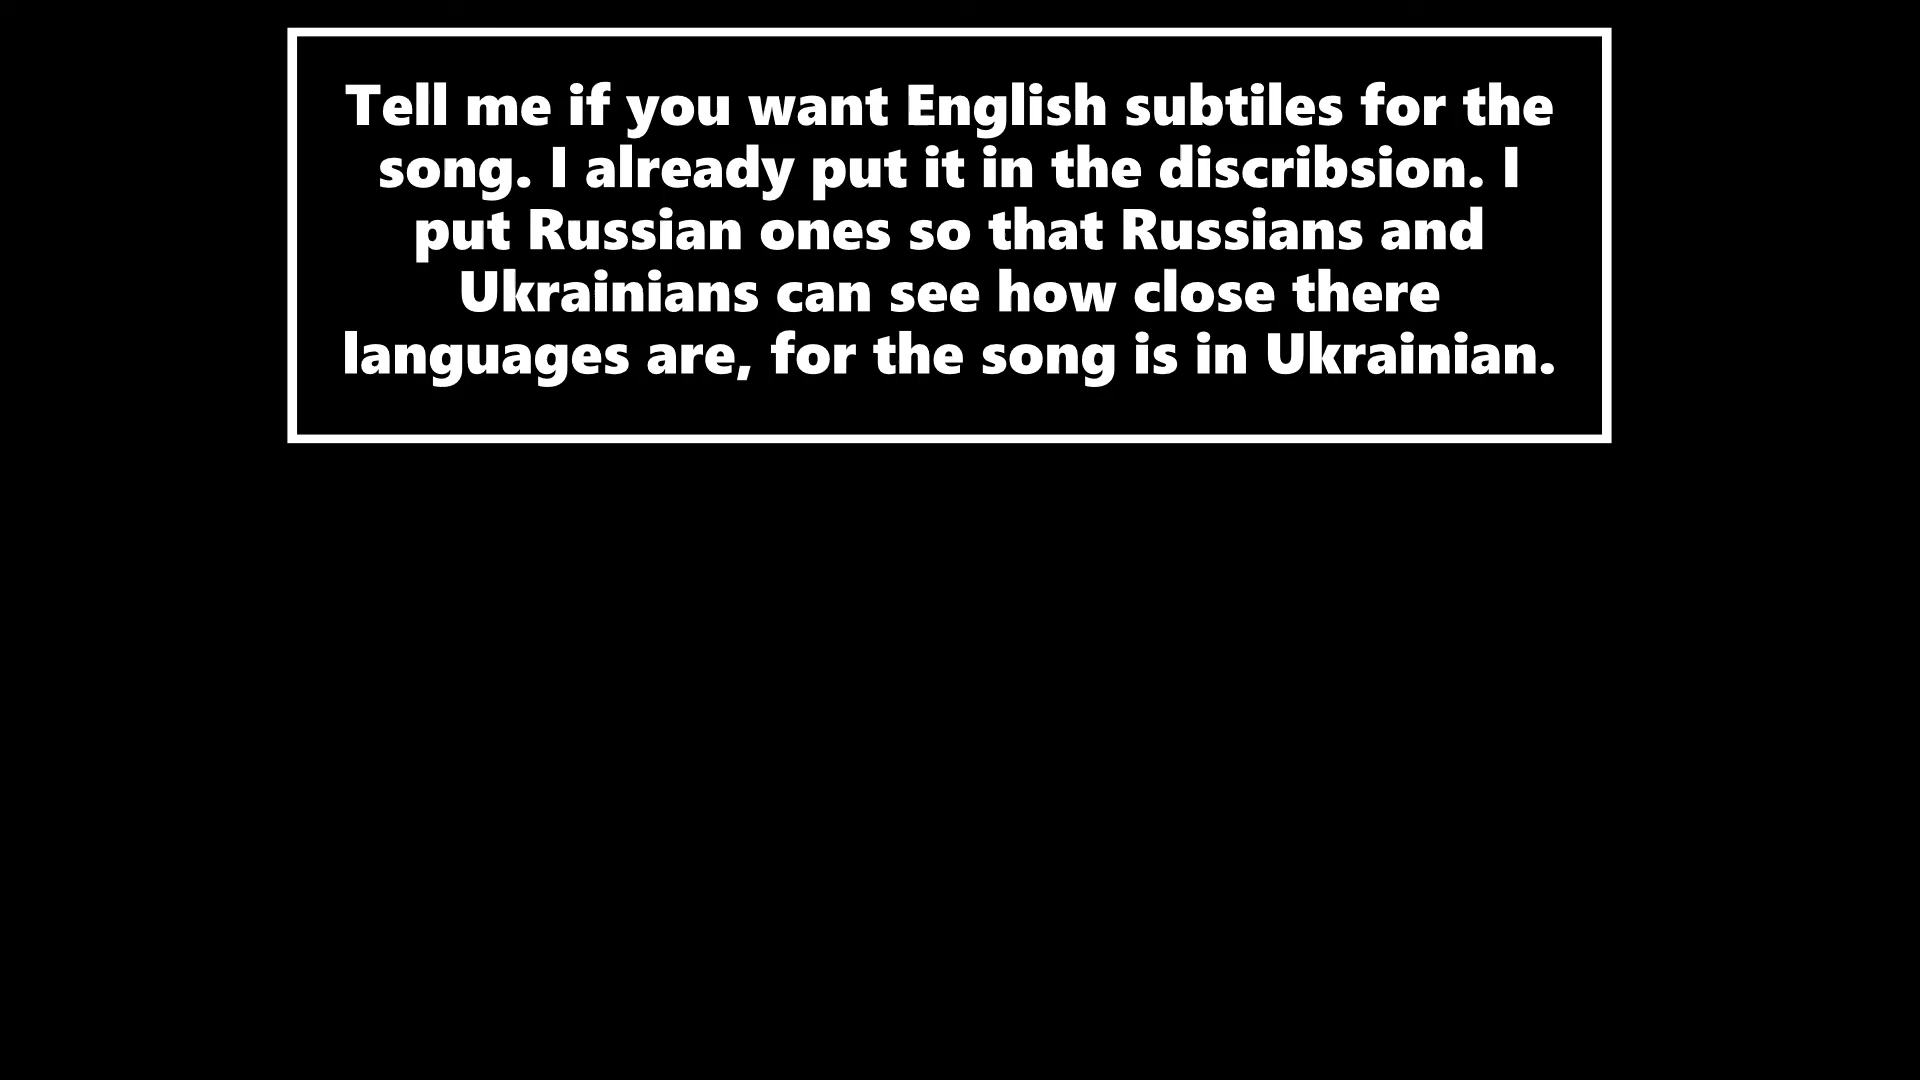 Tell me if you want English subtiles for the
song. I already put it in the discribsion. I
put Russian ones so that Russians and
Ukrainians can see how close there
languages are, for the song is in Ukrainian.